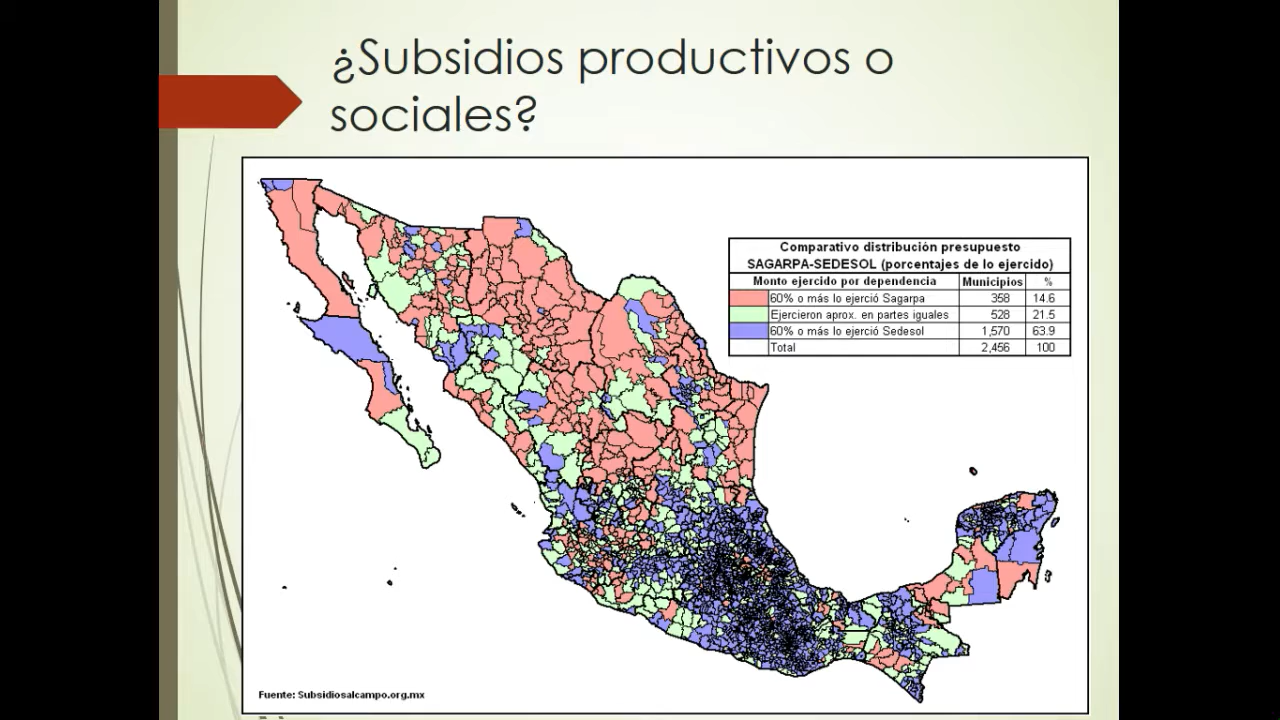 ¿Subsidios productivos o
sociales?
Comparativo distribución presupuesto
SAGARPA-SEDESOL (porcentajes de lo ejercido)
Monto ejercido por dependencia Municipios %
60% o más lo ejerció Sagarpa 358 14.6
Ejercieron aprox. en partes iguales 528 21.5
60% o más lo ejerció Sedesol 1,570 63.9
Total 2,456 100
Fuente: Subsidiosalcampo.org.mx